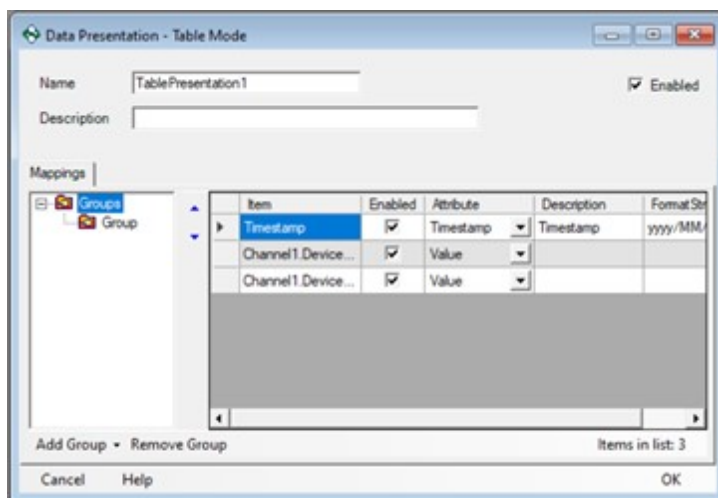 Data Presentation - Table Mode
Name TablePresentation1 Enabled
Description
Mappings
Groups
Group
Item Enabled Attribute Description FormatStr
Timestamp Timestamp Timestamp yyyy/MM/
Channel1.Device... Value
Channel1.Device... Value
Add Group Remove Group Items in list: 3
Cancel Help OK